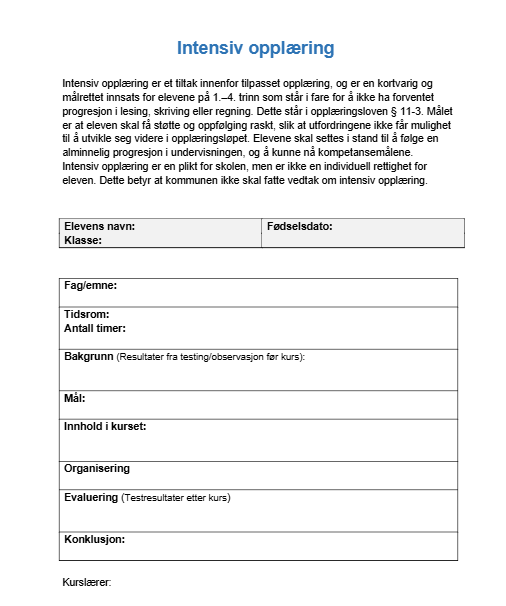 Intensiv opplæring
Intensiv opplæring er et tiltak innenfor tilpasset opplæring, og er en kortvarig og
målrettet innsats for elevene på 1.–4. trinn som står i fare for å ikke ha forventet
progresjon i lesing, skriving eller regning. Dette står i opplæringsloven § 11-3. Målet
er at eleven skal få støtte og oppfølging raskt, slik at utfordringene ikke får mulighet
til å utvikle seg videre i opplæringsløpet. Elevene skal settes i stand til å følge en
alminnelig progresjon i undervisningen, og å kunne nå kompetansemålene.
Intensiv opplæring er en plikt for skolen, men er ikke en individuell rettighet for
eleven. Dette betyr at kommunen ikke skal fatte vedtak om intensiv opplæring.
Elevens navn: Fødselsdato:
Klasse:
Fag/emne:
Tidsrom:
Antall timer:
Bakgrunn (Resultater fra testing/observasjon før kurs):
Mål:
Innhold i kurset:
Organisering
Evaluering (Testresultater etter kurs)
Konklusjon:
Kurslærer: